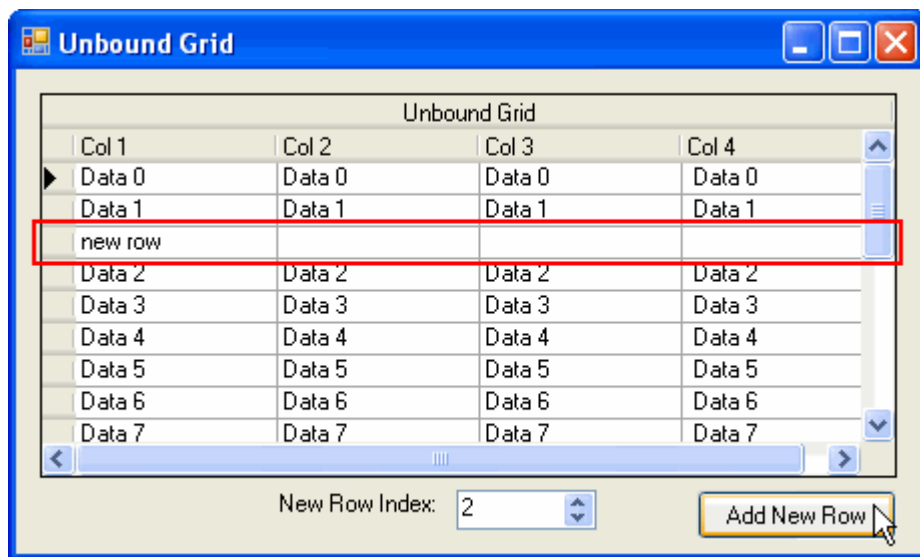 Unbound Grid
Unbound Grid
Col 1 Col 2 Col 3 Col 4
Data 0 Data 0 Data 0 Data 0
Data 1 Data 1 Data 1 Data 1
new row
Data 2 Data 2 Data 2 Data 2
Data 3 Data 3 Data 3 Data 3
Data 4 Data 4 Data 4 Data 4
Data 5 Data 5 Data 5 Data 5
Data 6 Data 6 Data 6 Data 6
Data 7 Data 7 Data 7 Data 7
New Row Index: 2 Add New Row